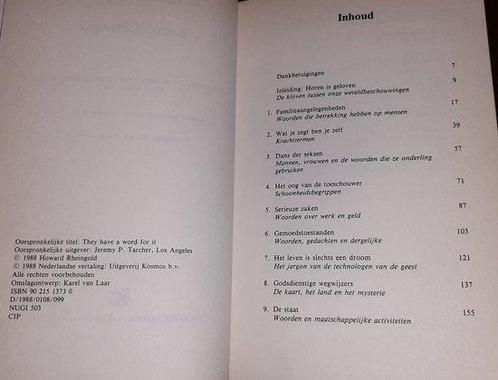 Oorspronkelijke titel: They have a word for it
Oorspronkelijke uitgever: Jeremy P. Tarcher, Los Angeles
© 1988 Howard Rheingold
© 1988 Nederlandse vertaling: Uitgeverij Kosmos b.v.
Alle rechten voorbehouden
Omslagontwerp: Karel van Laar
ISBN 90 215 1373 0
D/1988/0108/099
NUGI 503
CIP
Inhoud
Dankbetuigingen 7
Inleiding: Horen is geloven 9
De kloven tussen onze wereldbeschouwingen
1. Familieaangelegenheden 17
Woorden die betrekking hebben op mensen
2. Wat je zegt ben je zelf 39
Krachttermen
3. Dans der seksen 57
Mannen, vrouwen en de woorden die ze onderling
gebruiken
4. Het oog van de toeschouwer 71
Schoonheidsbegrippen
5. Serieuze zaken 87
Woorden over werk en geld
6. Gemoedstoestanden 103
Woorden, gedachten en dergelijke
7. Het leven is slechts een droom 121
Het jargon van de technologen van de geest
8. Godsdienstige wegwijzers 137
De kaart, het land en het mysterie
9. De staat 155
Woorden en maatschappelijke activiteiten